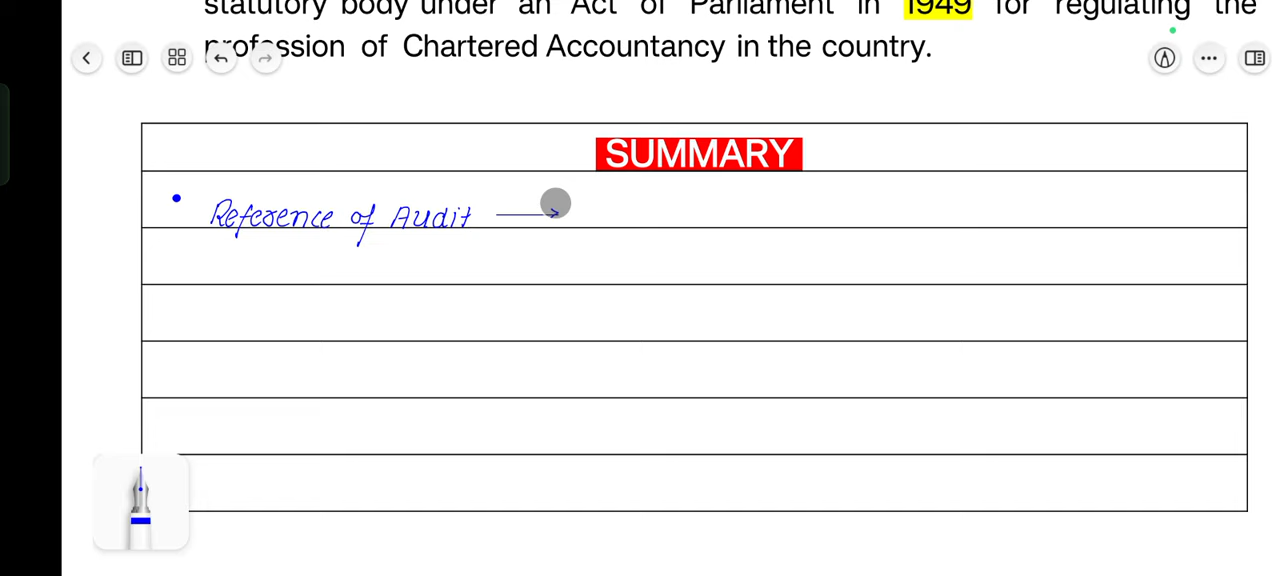 statutory body under an Act of Parliament in 1949 for regulating the
profession of Chartered Accountancy in the country.
SUMMARY
• Reference of Audit →